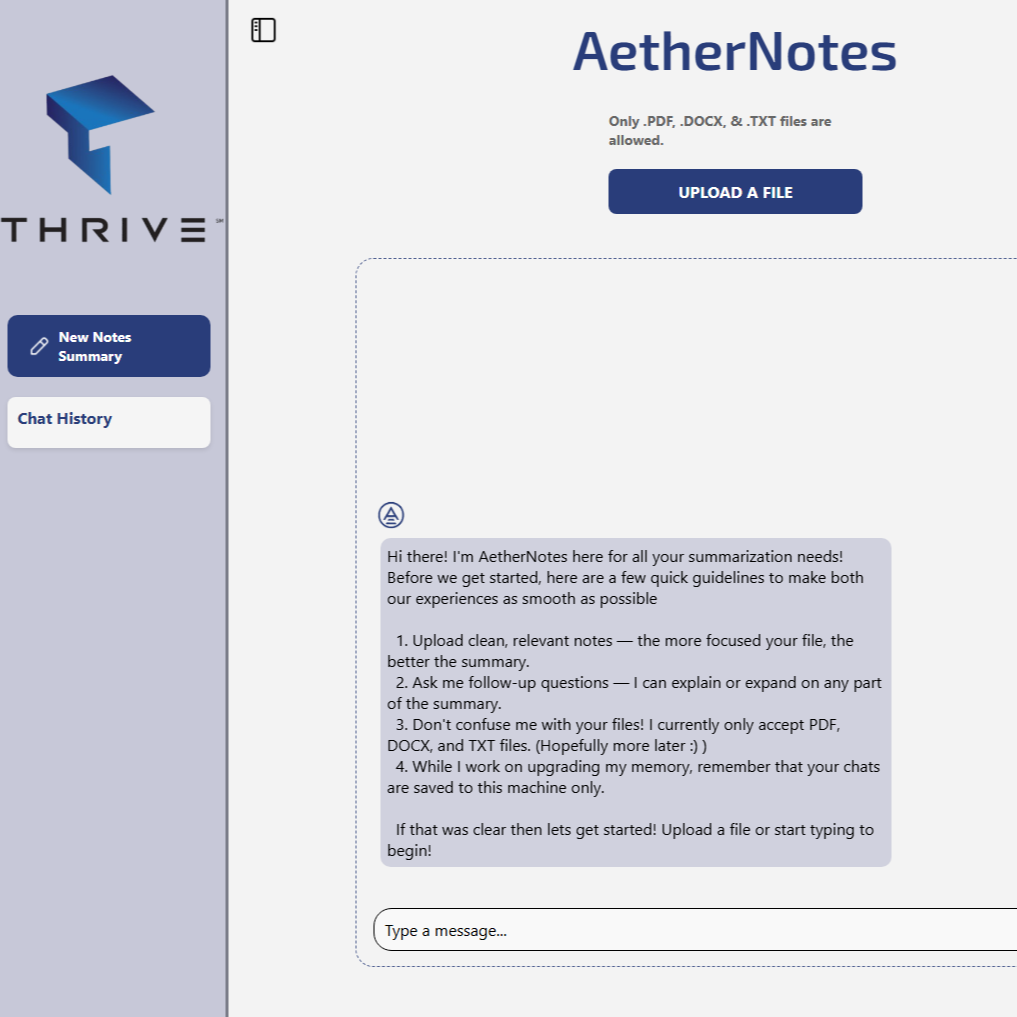 AetherNotes
Only .PDF, .DOCX, & .TXT files are
allowed.
UPLOAD A FILE
THRIVE℠
New Notes
Summary
Chat History
Hi there! I'm AetherNotes here for all your summarization needs!
Before we get started, here are a few quick guidelines to make both
our experiences as smooth as possible
1. Upload clean, relevant notes — the more focused your file, the
better the summary.
2. Ask me follow-up questions — I can explain or expand on any part
of the summary.
3. Don't confuse me with your files! I currently only accept PDF,
DOCX, and TXT files. (Hopefully more later :) )
4. While I work on upgrading my memory, remember that your chats
are saved to this machine only.
If that was clear then lets get started! Upload a file or start typing to
begin!
Type a message...